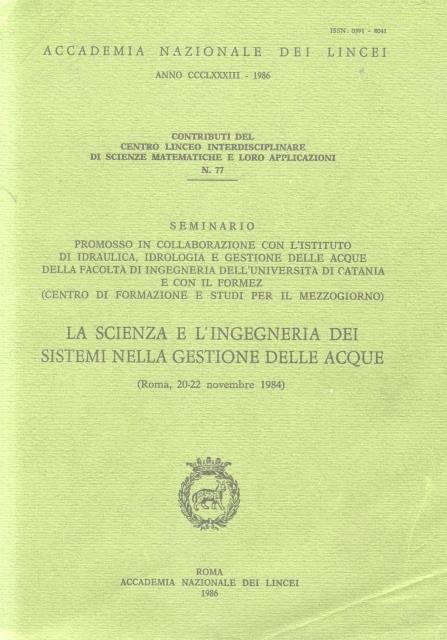 ISSN: 0391 - 8041
ACCADEMIA NAZIONALE DEI LINCEI
ANNO CCCLXXXIII - 1986
CONTRIBUTI DEL
CENTRO LINCEO INTERDISCIPLINARE
DI SCIENZE MATEMATICHE E LORO APPLICAZIONI
N. 77
SEMINARIO
PROMOSSO IN COLLABORAZIONE CON L'ISTITUTO
DI IDRAULICA, IDROLOGIA E GESTIONE DELLE ACQUE
DELLA FACOLTÀ DI INGEGNERIA DELL'UNIVERSITÀ DI CATANIA
E CON IL FORMEZ
(CENTRO DI FORMAZIONE E STUDI PER IL MEZZOGIORNO)
LA SCIENZA E L'INGEGNERIA DEI
SISTEMI NELLA GESTIONE DELLE ACQUE
(Roma, 20-22 novembre 1984)
ROMA
ACCADEMIA NAZIONALE DEI LINCEI
1986